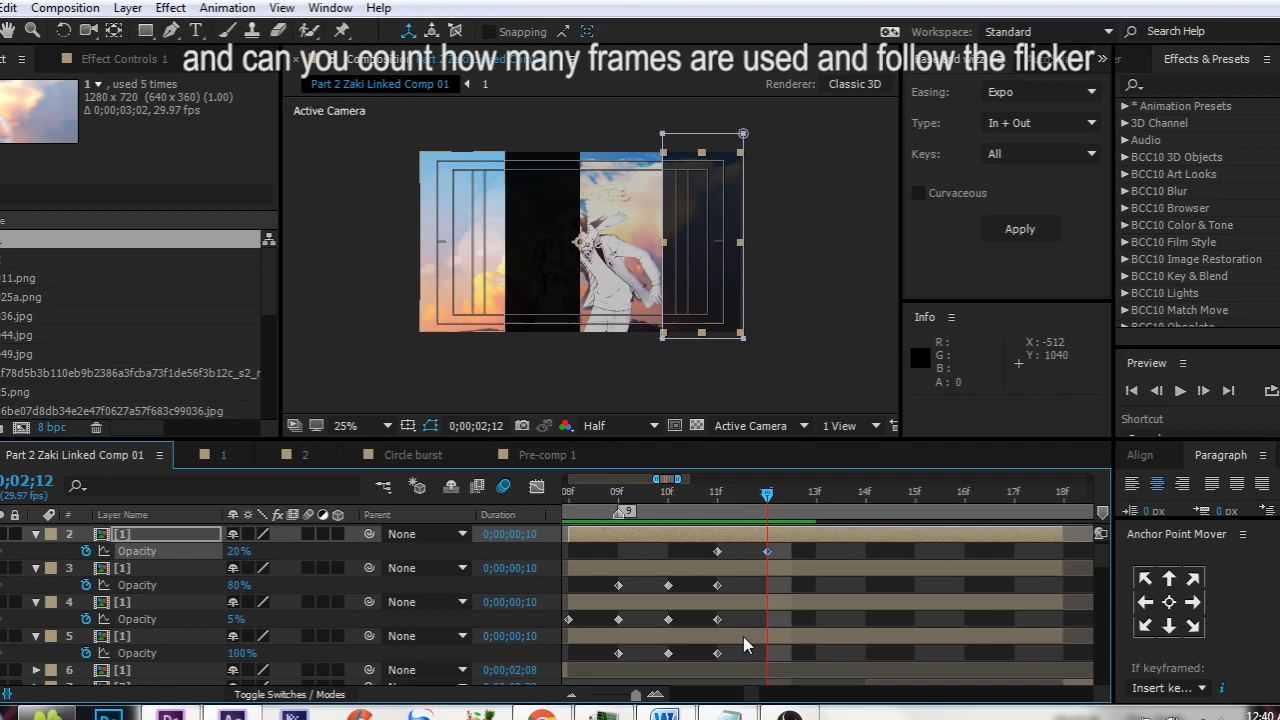 Edit Composition Layer Effect Animation View Window Help
Snapping Workspace: Standard Search Help
and can you count how many frames are used and follow the flicker
Effect Controls 1
Effects & Presets
1 , used 5 times
1280 x 720 (640 x 360) (1.00)
Δ 0;00;03;02, 29.97 fps
Part 2 Zaki Linked Comp 01 1 Renderer: Classic 3D
Active Camera
Easing: Expo
Type: In + Out
Keys: All
Curvaceous
Apply
* Animation Presets
3D Channel
Audio
BCC10 3D Objects
BCC10 Art Looks
BCC10 Blur
BCC10 Browser
BCC10 Color & Tone
BCC10 Film Style
BCC10 Image Restoration
BCC10 Key & Blend
BCC10 Lights
BCC10 Match Move
BCC10 Obsolete
011.png
025a.png
036.jpg
044.jpg
049.jpg
f78d5b3b110eb9b2386a3fcba73f1de56f3b12c_s2_r
05.png
6be07d8db34e2e47f0627a57f683c99036.jpg
8 bpc
25% 0;00;02;12 Half Active Camera 1 View
Info
R : X : -512
G : Y : 1040
B :
A : 0
Preview
Shortcut
Part 2 Zaki Linked Comp 01 1 2 Circle burst Pre-comp 1
Align Paragraph
0;02;12
(29.97 fps)
08f 09f 10f 11f 13f 14f 15f 16f 17f 18f
# Layer Name Parent Duration
9
0 px 0 px
2 [1] None 0;00;00;10
Opacity 20%
3 [1] None 0;00;00;10
Opacity 80%
4 [1] None 0;00;00;10
Opacity 5%
5 [1] None 0;00;00;10
Opacity 100%
6 [1] None 0;00;02;08
Toggle Switches / Modes
Anchor Point Mover
If keyframed:
Insert ke...
12:40